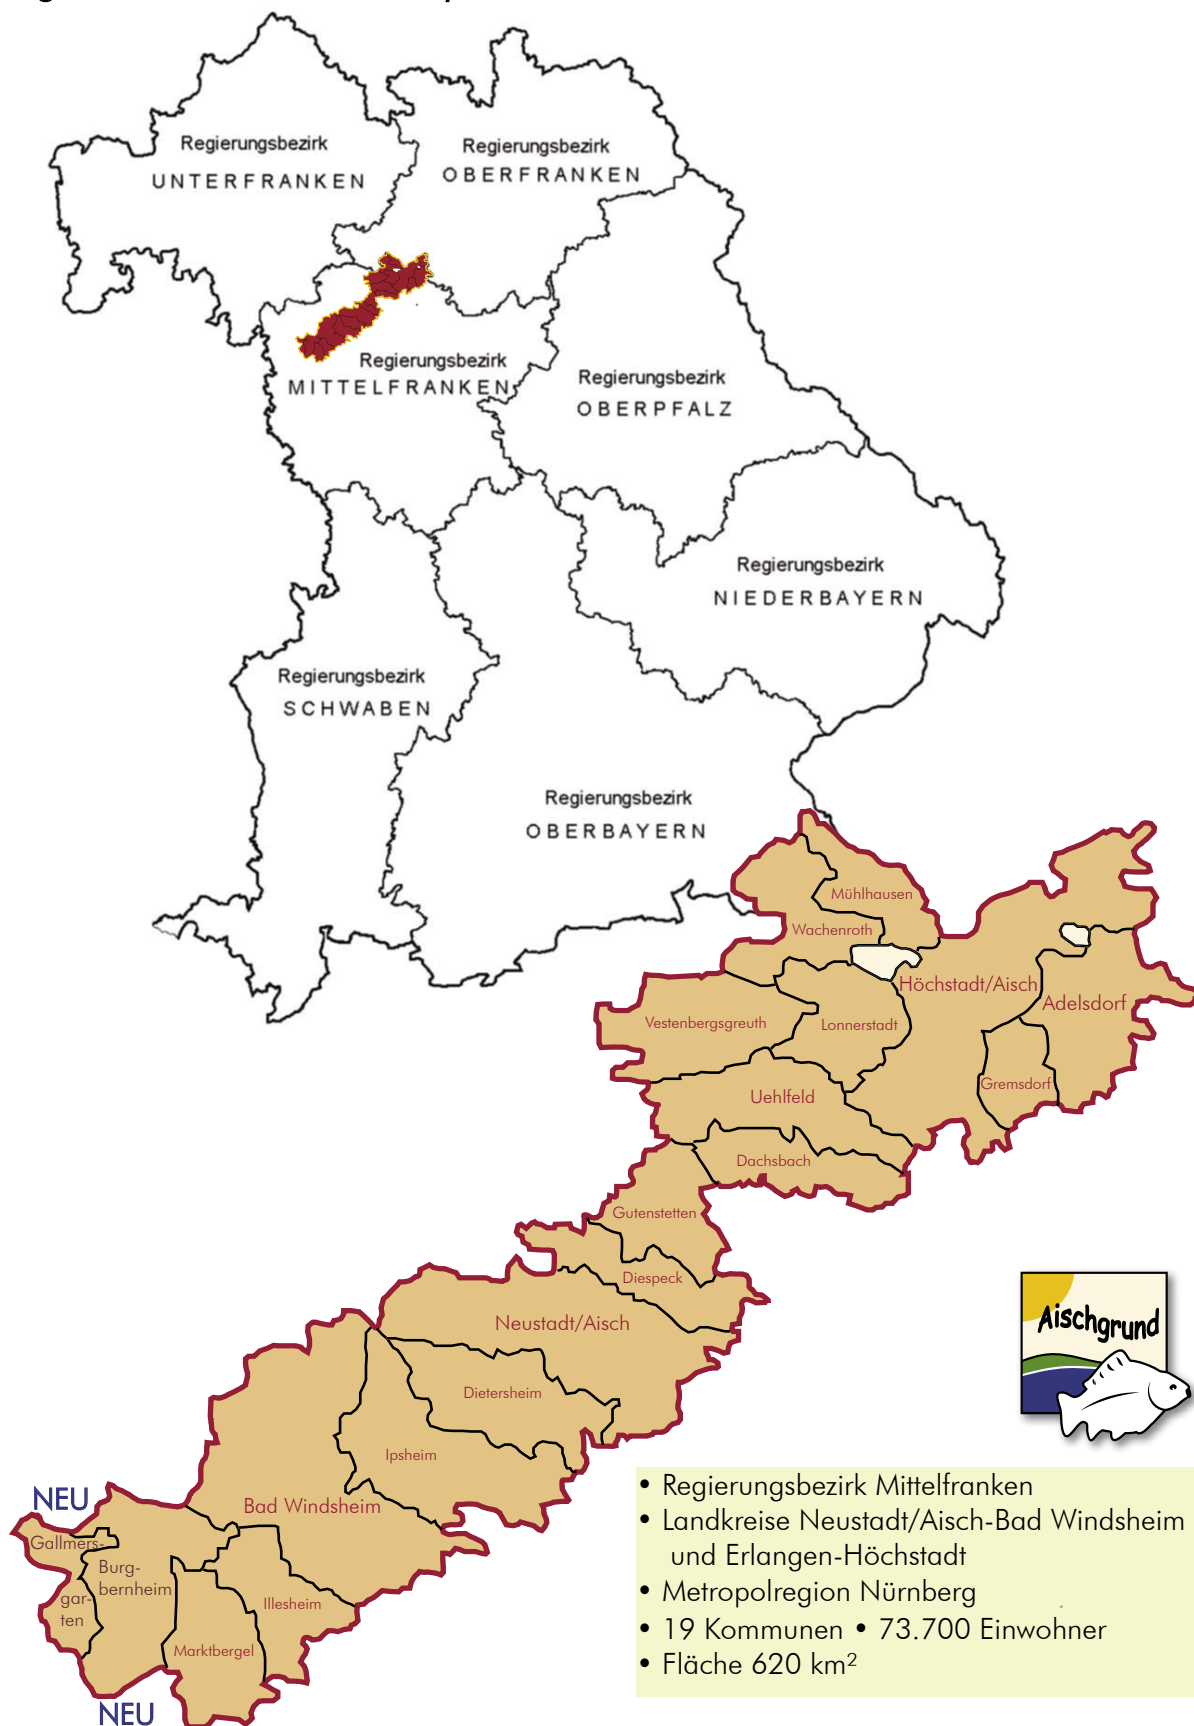 Regierungsbezirk
UNTERFRANKEN
Regierungsbezirk
OBERFRANKEN
Regierungsbezirk
MITTELFRANKEN
Regierungsbezirk
OBERPFALZ
Regierungsbezirk
NIEDERBAYERN
Regierungsbezirk
SCHWABEN
Regierungsbezirk
OBERBAYERN
Mühlhausen
Wachenroth
Höchstadt/Aisch
Adelsdorf
Vestenbergsgreuth
Lonnerstadt
Gremsdorf
Uehlfeld
Dachsbach
Gutenstetten
Diespeck
Neustadt/Aisch
Dietersheim
Ipsheim
Bad Windsheim
NEU
Gallmers-
gar-
ten
Burg-
bernheim
Illesheim
Marktbergel
NEU
Aischgrund
• Regierungsbezirk Mittelfranken
• Landkreise Neustadt/Aisch-Bad Windsheim
und Erlangen-Höchstadt
• Metropolregion Nürnberg
• 19 Kommunen • 73.700 Einwohner
• Fläche 620 km²